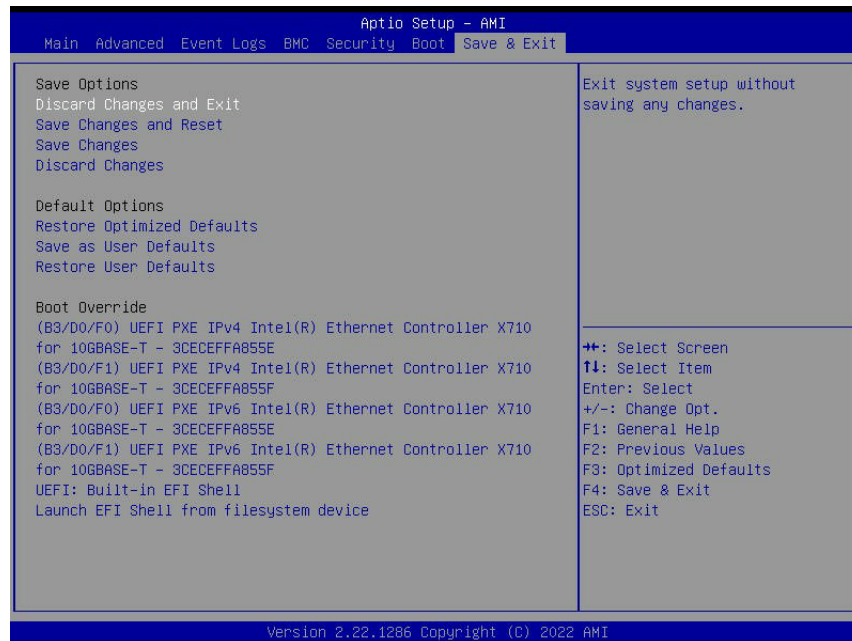 Aptio Setup – AMI
Main Advanced Event Logs BMC Security Boot Save & Exit
Save Options
Discard Changes and Exit
Save Changes and Reset
Save Changes
Discard Changes
Default Options
Restore Optimized Defaults
Save as User Defaults
Restore User Defaults
Boot Override
(B3/D0/F0) UEFI PXE IPv4 Intel(R) Ethernet Controller X710
for 10GBASE-T – 3CECEFFA855E
(B3/D0/F1) UEFI PXE IPv4 Intel(R) Ethernet Controller X710
for 10GBASE-T – 3CECEFFA855F
(B3/D0/F0) UEFI PXE IPv6 Intel(R) Ethernet Controller X710
for 10GBASE-T – 3CECEFFA855E
(B3/D0/F1) UEFI PXE IPv6 Intel(R) Ethernet Controller X710
for 10GBASE-T – 3CECEFFA855F
UEFI: Built-in EFI Shell
Launch EFI Shell from filesystem device
Exit system setup without
saving any changes.
→←: Select Screen
↑↓: Select Item
Enter: Select
+/-: Change Opt.
F1: General Help
F2: Previous Values
F3: Optimized Defaults
F4: Save & Exit
ESC: Exit
Version 2.22.1286 Copyright (C) 2022 AMI